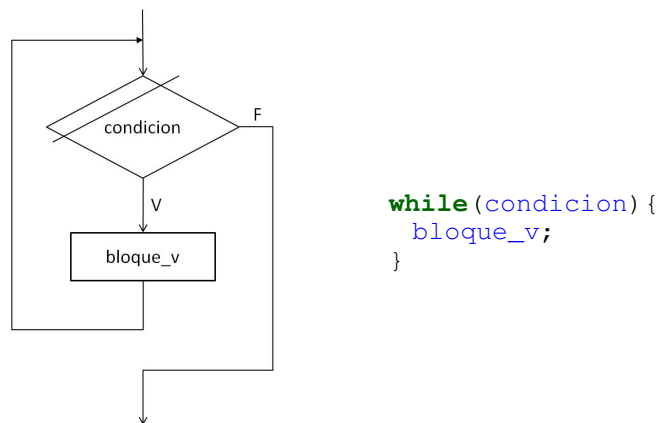 condicion
F
V
bloque_v
while(condicion){
bloque_v;
}